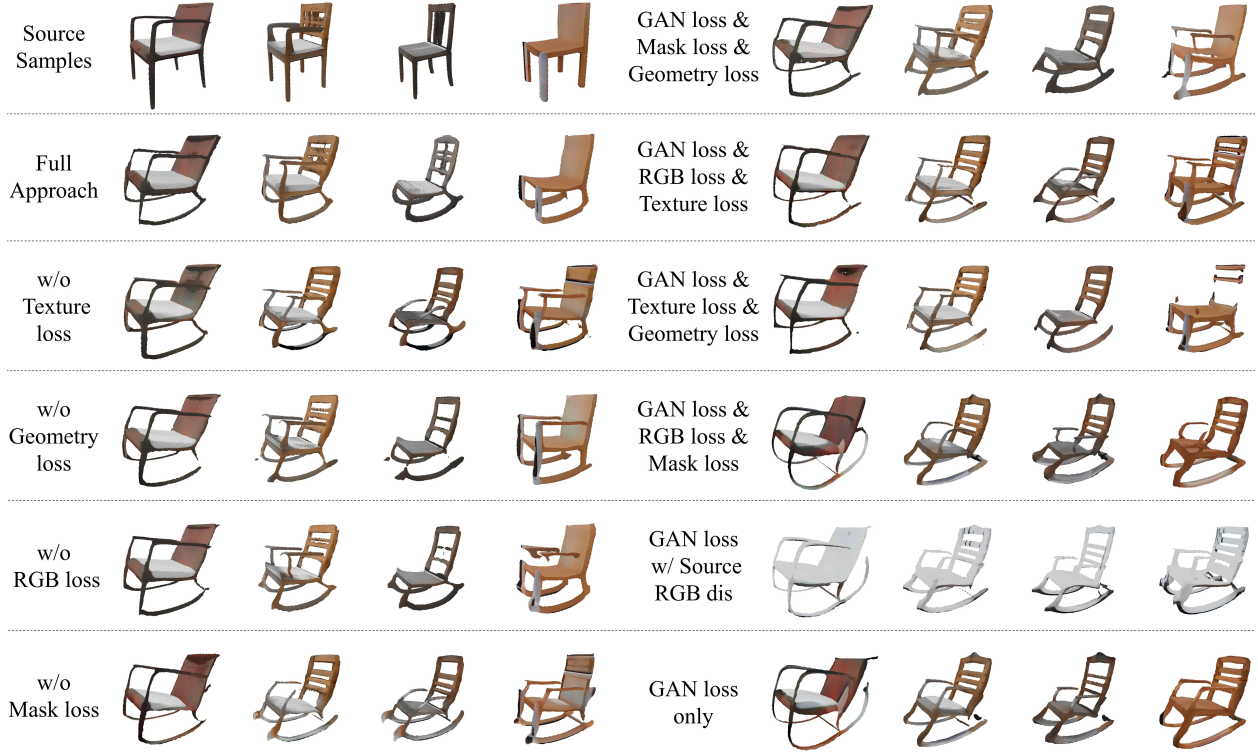 Source
Samples
GAN loss &
Mask loss &
Geometry loss
Full
Approach
GAN loss &
RGB loss &
Texture loss
w/o
Texture
loss
GAN loss &
Texture loss &
Geometry loss
w/o
Geometry
loss
GAN loss &
RGB loss &
Mask loss
w/o
RGB loss
GAN loss
w/ Source
RGB dis
w/o
Mask loss
GAN loss
only